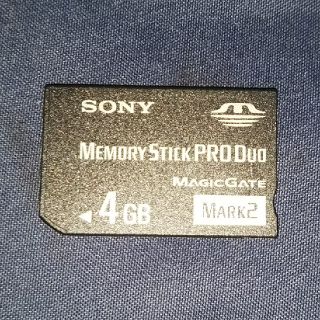 SONY
MEMORY STICK PRO DUO
MAGICGATE
4GB MARK2